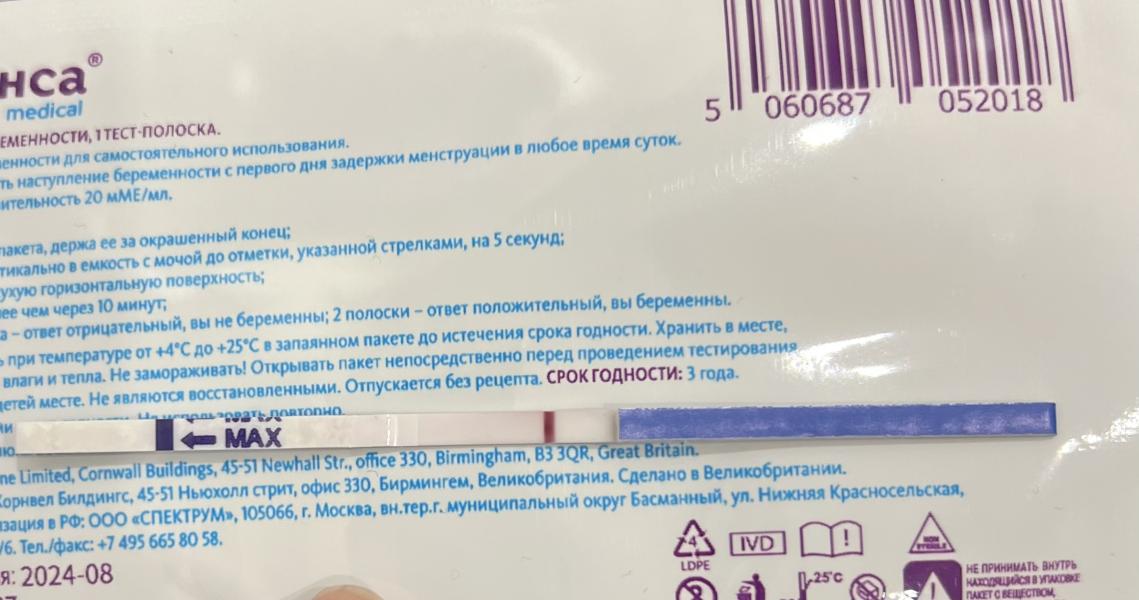 нса®
medical
5 060687 052018
ЕМЕННОСТИ, 1 ТЕСТ-ПОЛОСКА.
енности для самостоятельного использования.
ть наступление беременности с первого дня задержки менструации в любое время суток.
ительность 20 мМЕ/мл.
пакета, держа ее за окрашенный конец;
тикально в емкость с мочой до отметки, указанной стрелками, на 5 секунд;
ухую горизонтальную поверхность;
ее чем через 10 минут;
а – ответ отрицательный, вы не беременны; 2 полоски – ответ положительный, вы беременны.
ь при температуре от +4°C до +25°C в запаянном пакете до истечения срока годности. Хранить в месте,
влаги и тепла. Не замораживать! Открывать пакет непосредственно перед проведением тестирования
детей месте. Не являются восстановленными. Отпускается без рецепта. СРОК ГОДНОСТИ: 3 года.
повторно.
MAX
ne Limited, Cornwall Buildings, 45-51 Newhall Str., office 330, Birmingham, B3 3QR, Great Britain.
Корнвел Билдингс, 45-51 Ньюхолл стрит, офис 330, Бирмингем, Великобритания. Сделано в Великобритании.
зация в РФ: ООО «СПЕКТРУМ», 105066, г. Москва, вн.тер.г. муниципальный округ Басманный, ул. Нижняя Красносельская,
/6. Тел./факс: +7 495 665 80 58.
я: 2024-08
4
LDPE
IVD
!
NON STERILE
25°C
НЕ ПРИНИМАТЬ ВНУТРЬ
НАХОДЯЩИЙСЯ В УПАКОВКЕ
ПАКЕТ С ВЕЩЕСТВОМ,